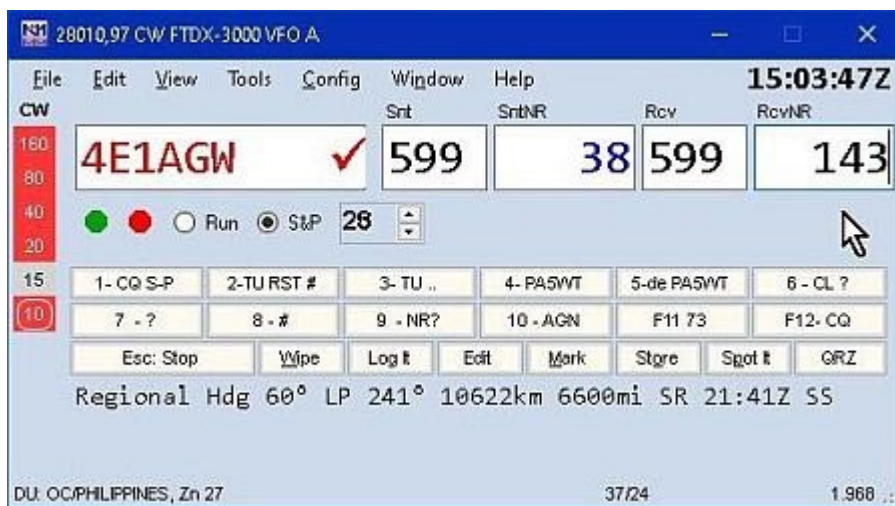 28010,97 CW FTDX-3000 VFO A
File Edit View Tools Config Window Help 15:03:47Z
CW Snt SntNR Rcv RcvNR
160
4E1AGW 599 38 599 143
80
40
Run S&P 28
20
15 1- CQ S-P 2-TU RST # 3- TU .. 4- PA5WT 5-de PA5WT 6 - CL ?
10 7 - ? 8 - # 9 - NR? 10 - AGN F11 73 F12- CQ
Esc: Stop Wipe Log It Edit Mark Store Spot It QRZ
Regional Hdg 60° LP 241° 10622km 6600mi SR 21:41Z SS
DU: OC/PHILIPPINES, Zn 27 37/24 1.968